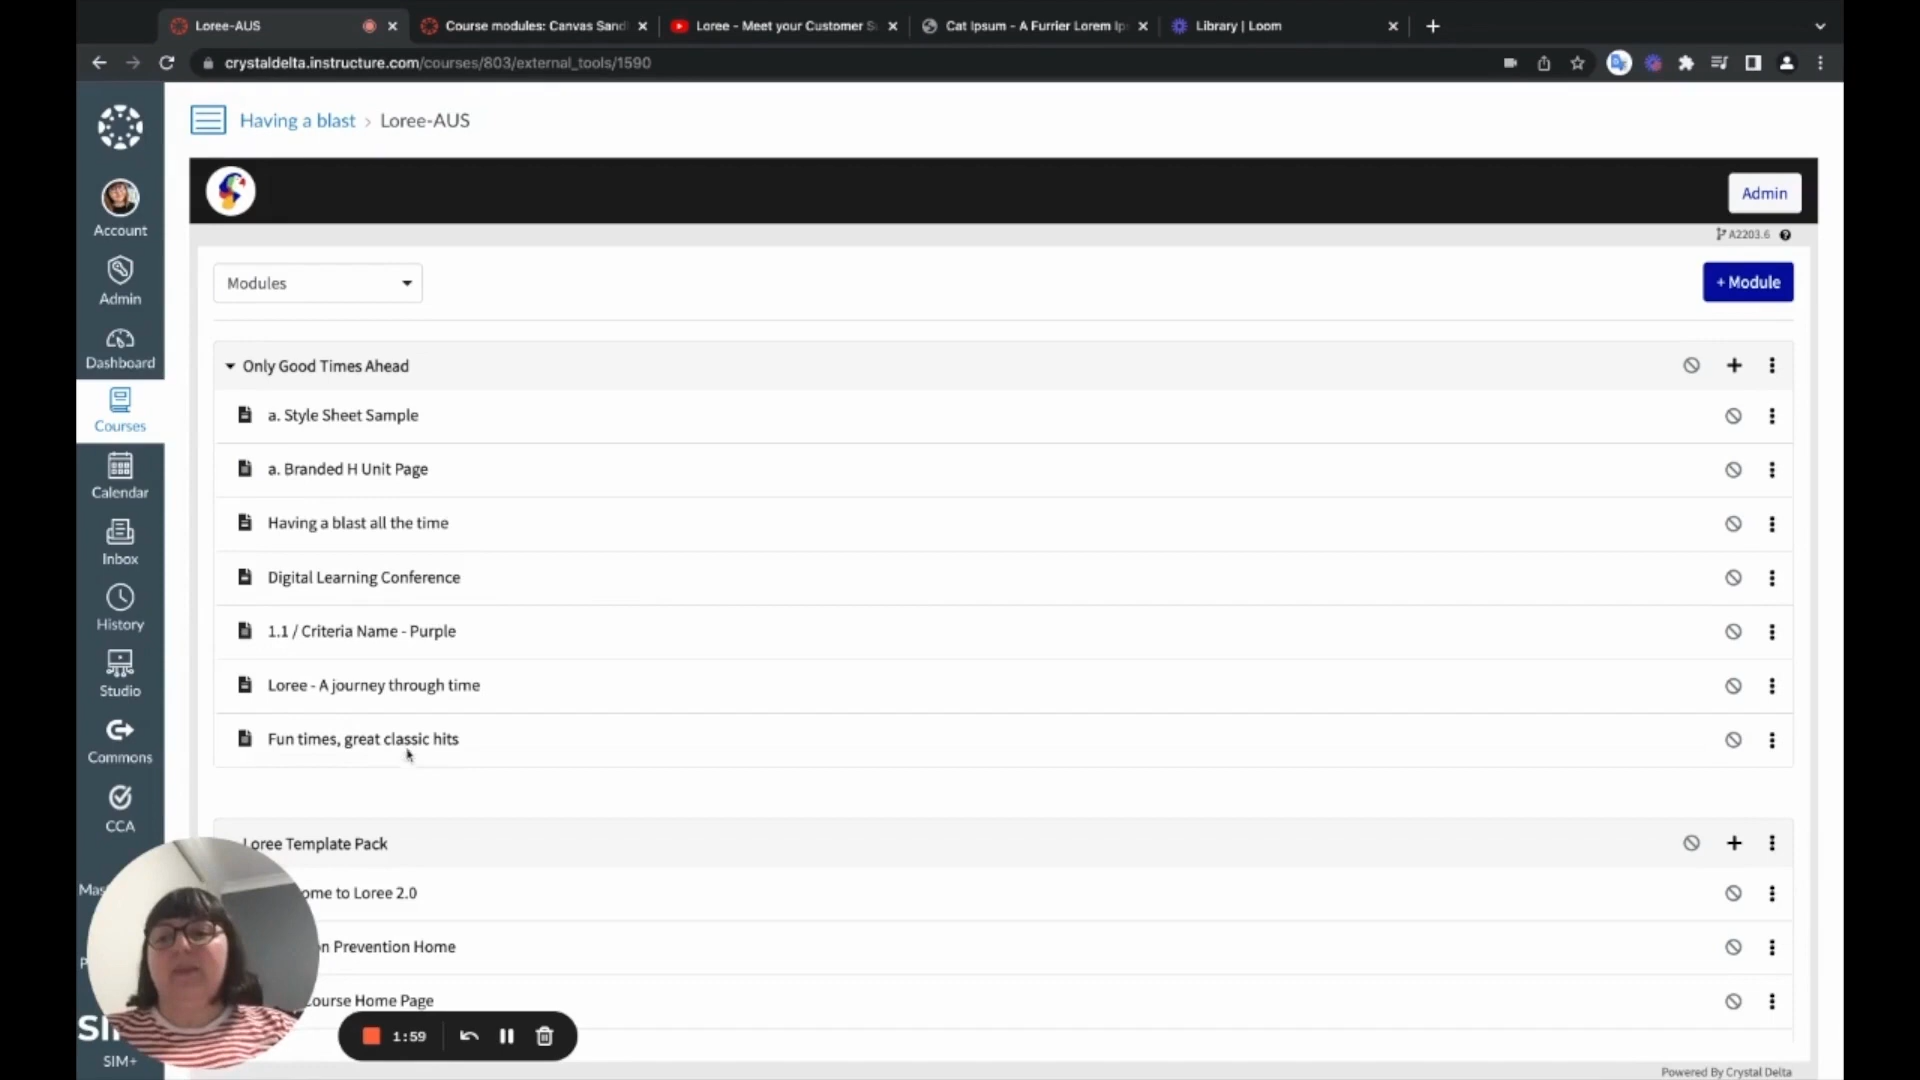 Loree-AUS
Course modules: Canvas Sand
Loree - Meet your Customer S
Cat Ipsum - A Furrier Lorem Ip
Library | Loom
crystaldelta.instructure.com/courses/803/external_tools/1590
Having a blast > Loree-AUS
Admin
A2203.6
Modules
+ Module
Only Good Times Ahead
a. Style Sheet Sample
a. Branded H Unit Page
Having a blast all the time
Digital Learning Conference
1.1 / Criteria Name - Purple
Loree - A journey through time
Fun times, great classic hits
Loree Template Pack
ome to Loree 2.0
n Prevention Home
Course Home Page
Account
Admin
Dashboard
Courses
Calendar
Inbox
History
Studio
Commons
CCA
Mas
P
SI
SIM+
1:59
Powered By Crystal Delta